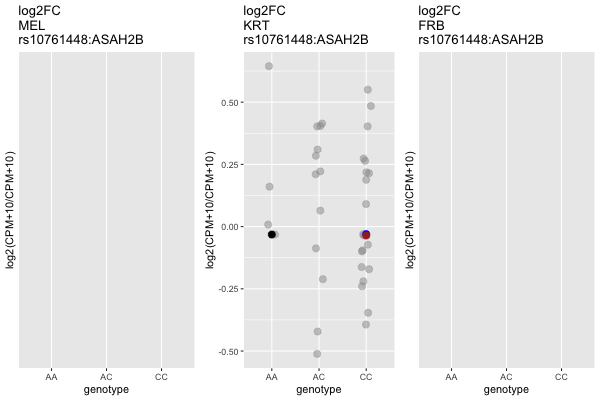 log2FC
MEL
rs10761448:ASAH2B
log2(CPM+10/CPM+10)
AA
AC
CC
genotype
log2FC
KRT
rs10761448:ASAH2B
log2(CPM+10/CPM+10)
0.50
0.25
0.00
-0.25
-0.50
AA
AC
CC
genotype
log2FC
FRB
rs10761448:ASAH2B
log2(CPM+10/CPM+10)
AA
AC
CC
genotype